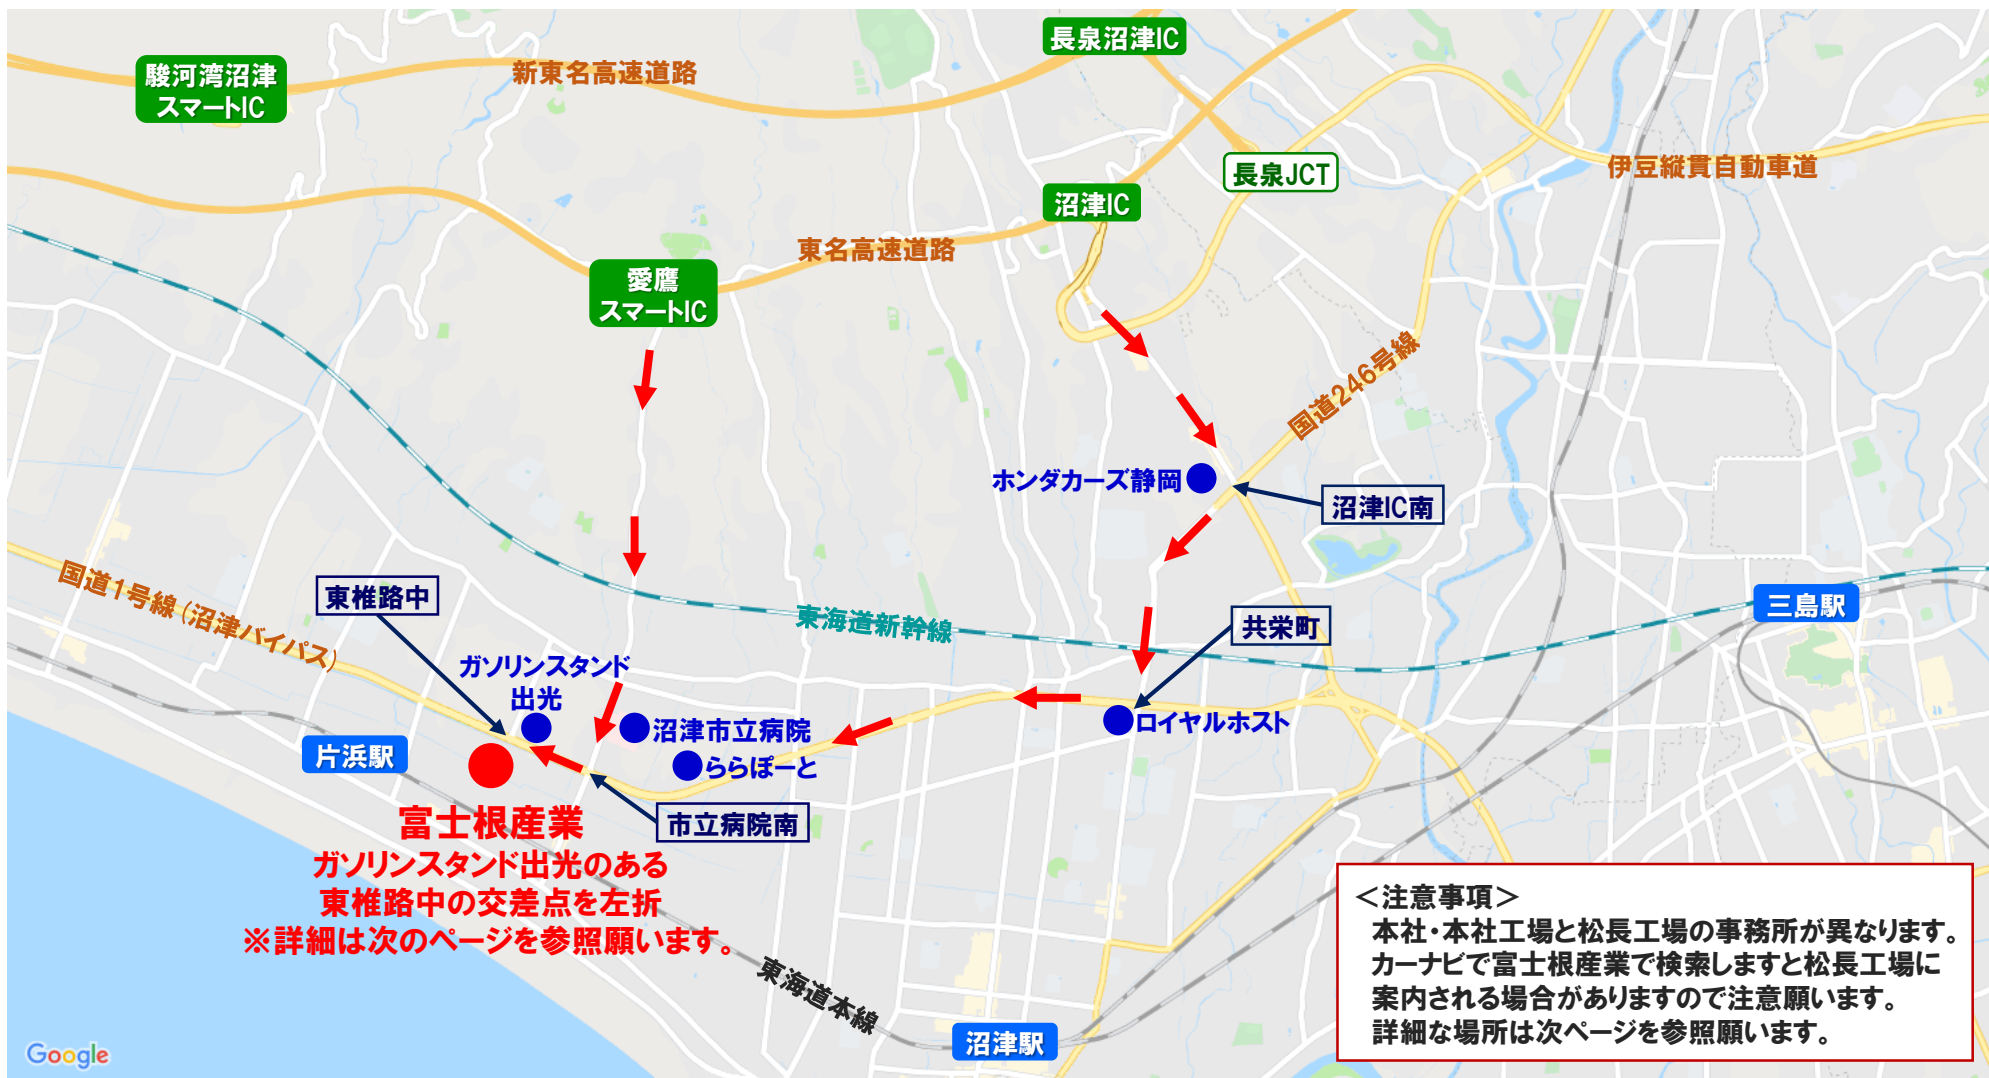 長泉沼津IC
駿河湾沼津
スマートIC
新東名高速道路
長泉JCT
伊豆縦貫自動車道
沼津IC
東名高速道路
愛鷹
スマートIC
国道246号線
ホンダカーズ静岡
沼津IC南
国道1号線(沼津バイパス)
東椎路中
東海道新幹線
共栄町
三島駅
ガソリンスタンド
出光
沼津市立病院
ロイヤルホスト
片浜駅
ららぽーと
市立病院南
富士根産業
ガソリンスタンド出光のある
東椎路中の交差点を左折
※詳細は次のページを参照願います。
東海道本線
沼津駅
<注意事項>
本社・本社工場と松長工場の事務所が異なります。
カーナビで富士根産業で検索しますと松長工場に
案内される場合がありますので注意願います。
詳細な場所は次ページを参照願います。
Google